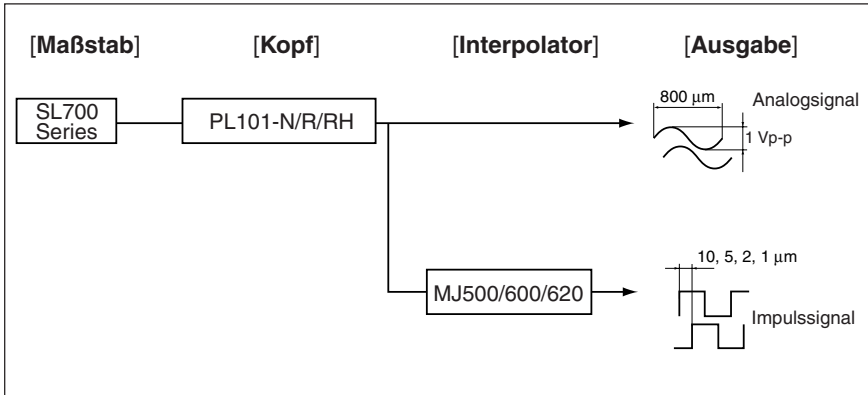 [Maßstab] [Kopf] [Interpolator] [Ausgabe]
SL700
Series
PL101-N/R/RH
800 µm
Analogsignal
1 Vp-p
MJ500/600/620
10, 5, 2, 1 µm
Impulssignal